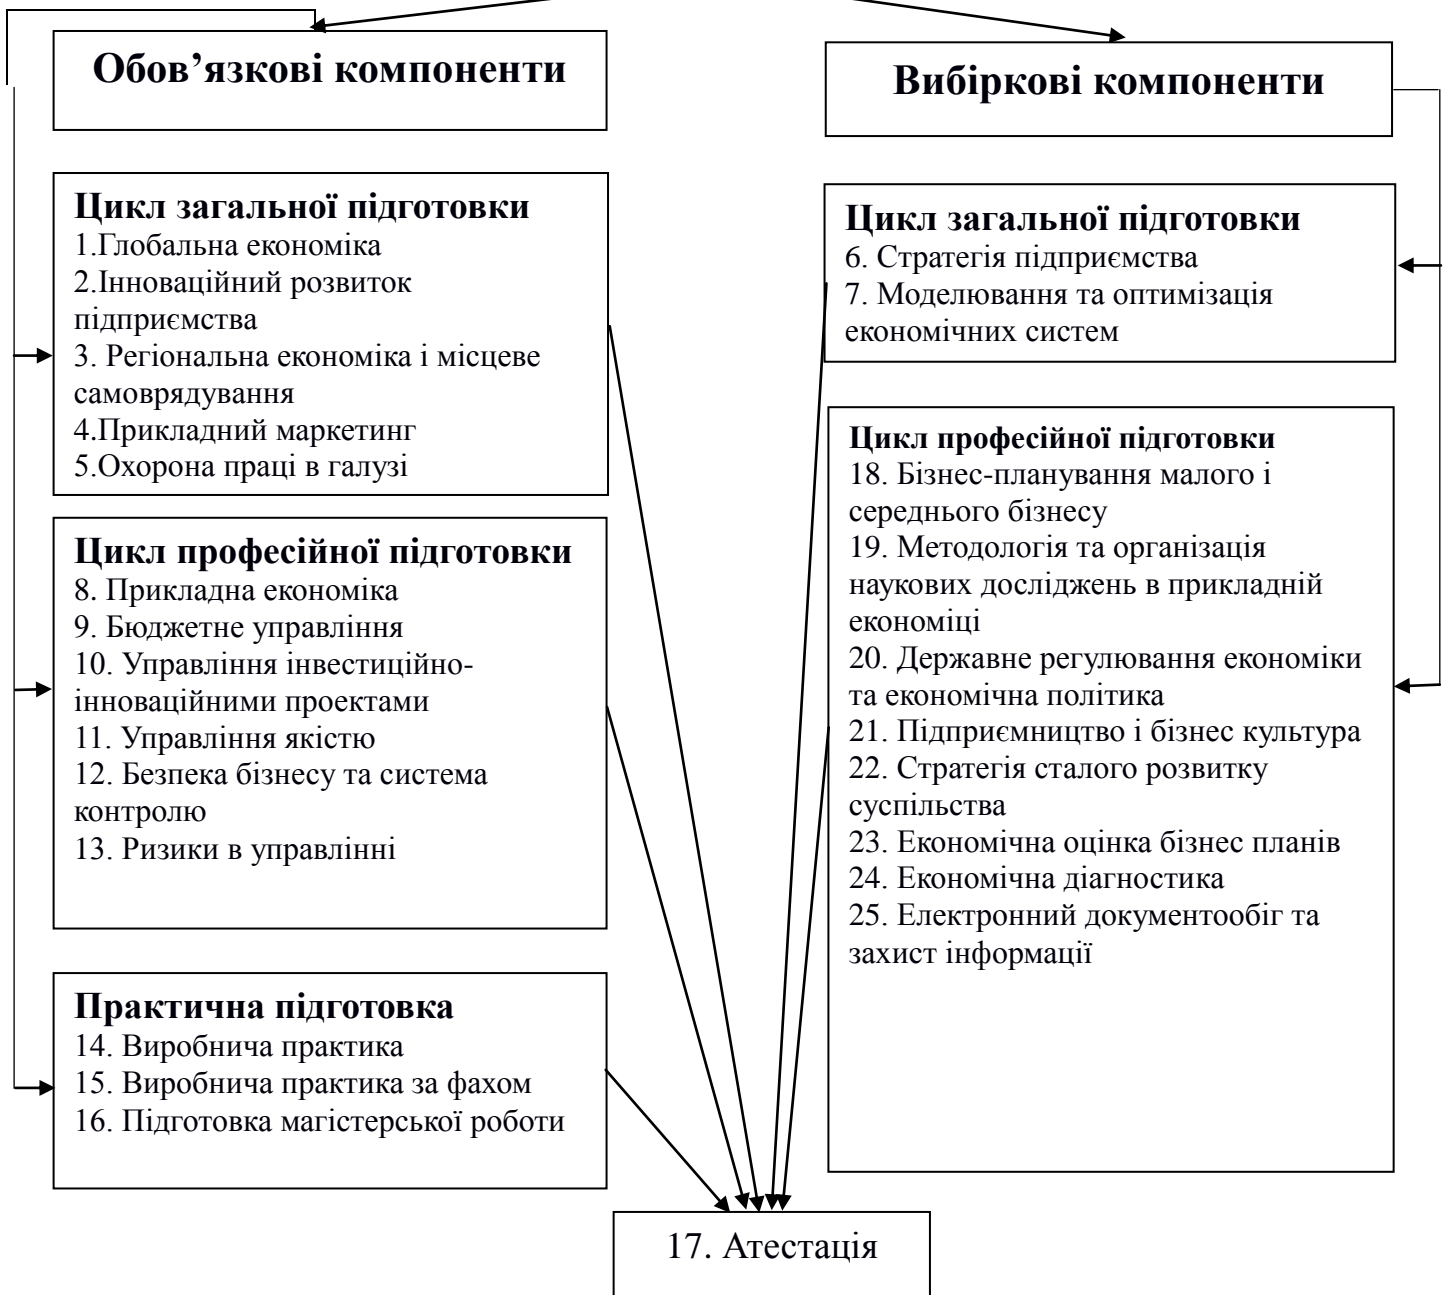 Обов’язкові компоненти
Вибіркові компоненти
Цикл загальної підготовки
1.Глобальна економіка
2.Інноваційний розвиток
підприємства
3. Регіональна економіка і місцеве
самоврядування
4.Прикладний маркетинг
5.Охорона праці в галузі
Цикл загальної підготовки
6. Стратегія підприємства
7. Моделювання та оптимізація
економічних систем
Цикл професійної підготовки
8. Прикладна економіка
9. Бюджетне управління
10. Управління інвестиційно-
інноваційними проектами
11. Управління якістю
12. Безпека бізнесу та система
контролю
13. Ризики в управлінні
Цикл професійної підготовки
18. Бізнес-планування малого і
середнього бізнесу
19. Методологія та організація
наукових досліджень в прикладній
економіці
20. Державне регулювання економіки
та економічна політика
21. Підприємництво і бізнес культура
22. Стратегія сталого розвитку
суспільства
23. Економічна оцінка бізнес планів
24. Економічна діагностика
25. Електронний документообіг та
захист інформації
Практична підготовка
14. Виробнича практика
15. Виробнича практика за фахом
16. Підготовка магістерської роботи
17. Атестація